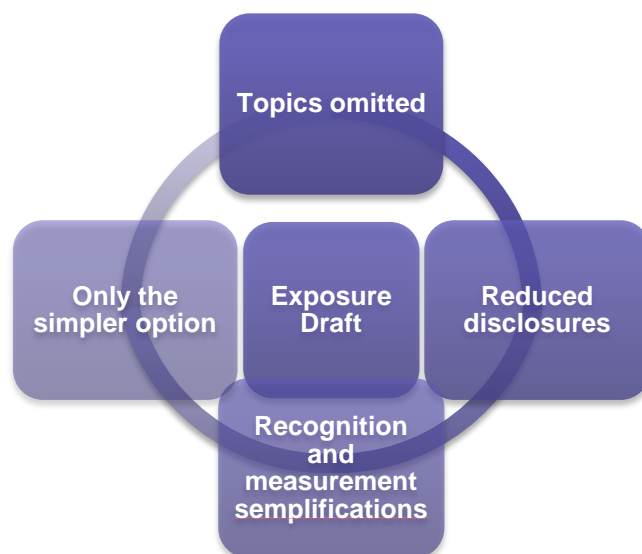 Topics omitted
Only the
simpler option
Exposure
Draft
Reduced
disclosures
Recognition
and
measurement
semplifications